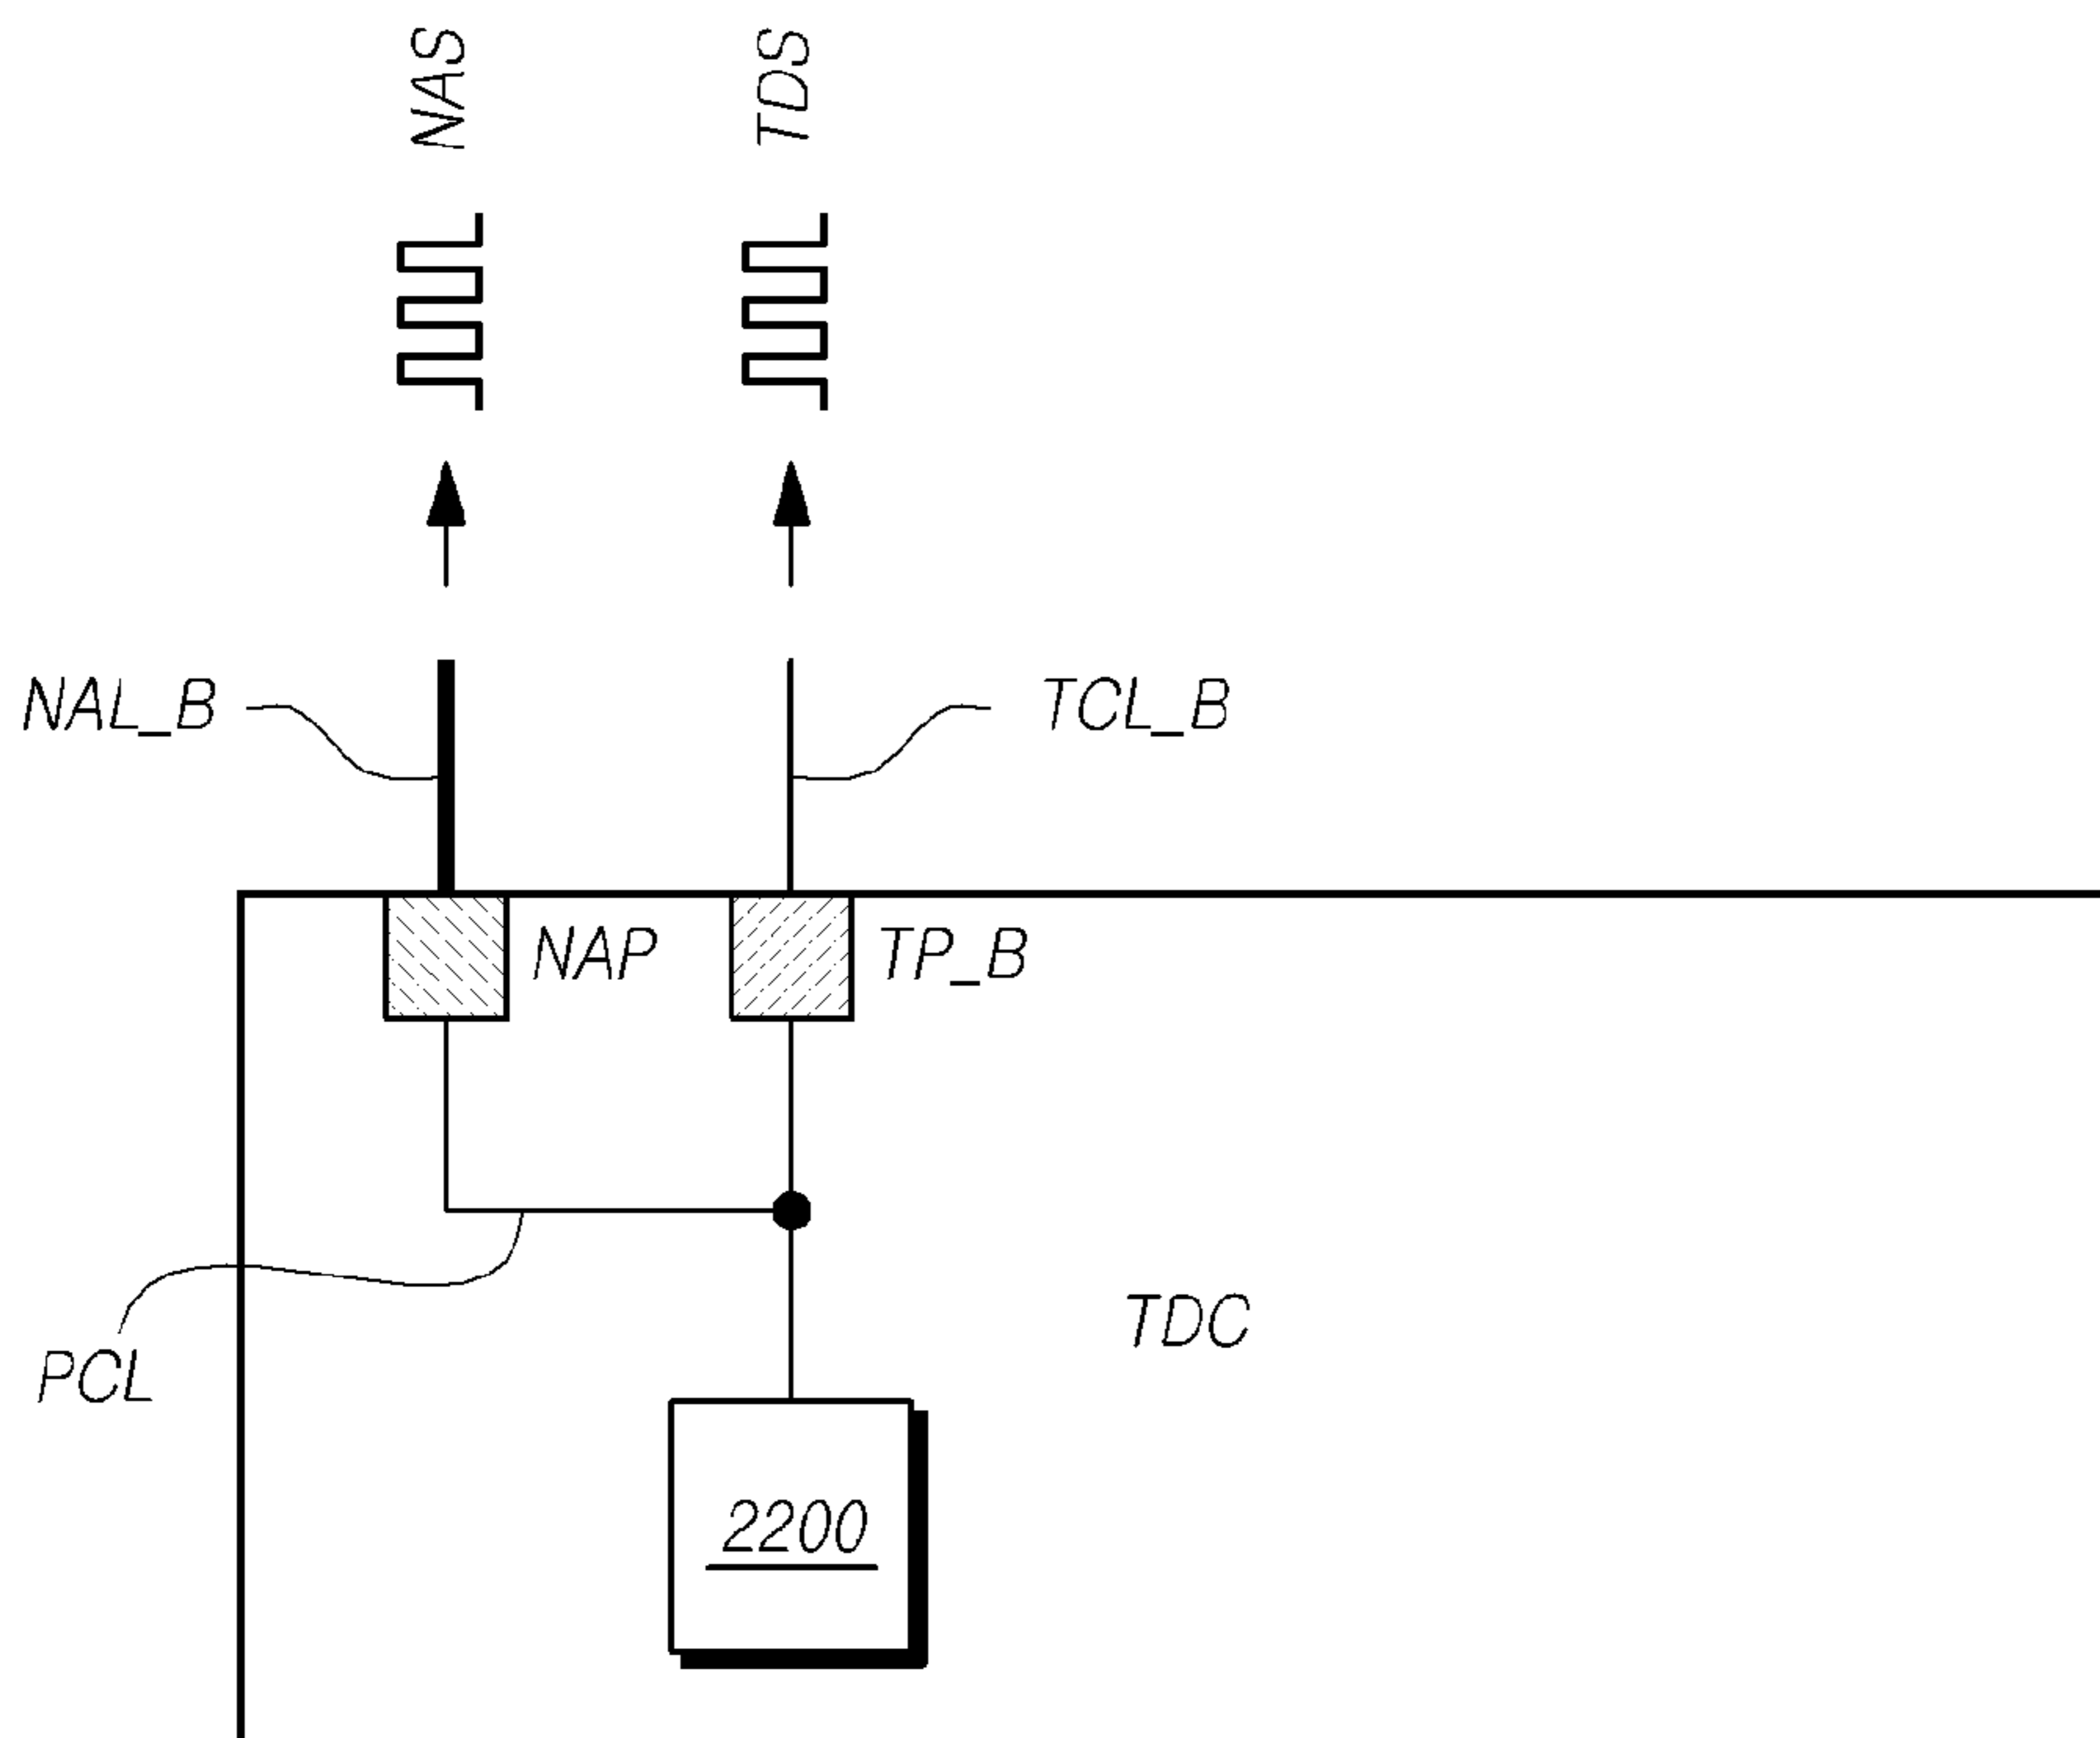 NAS
TDS
NAL_B
TCL_B
NAP
TP_B
TDC
PCL
2200